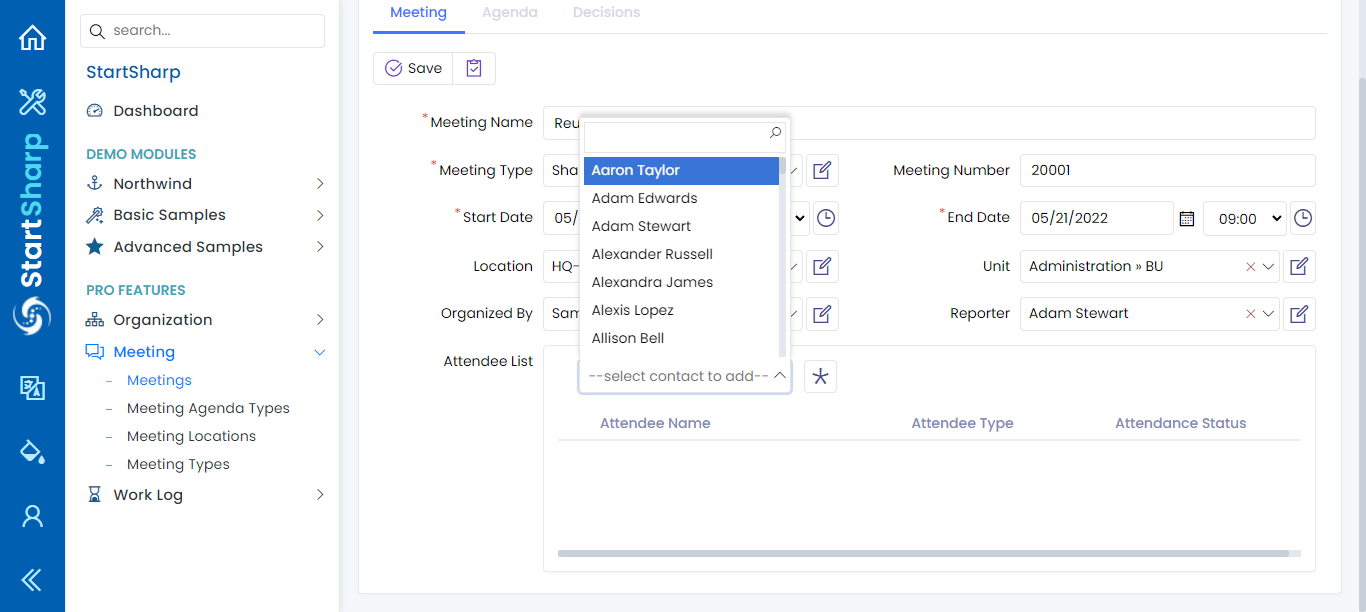 search...
StartSharp
Dashboard
DEMO MODULES
Northwind
Basic Samples
Advanced Samples
PRO FEATURES
Organization
Meeting
Meetings
Meeting Agenda Types
Meeting Locations
Meeting Types
Work Log
StartSharp
Meeting Agenda Decisions
Save
*Meeting Name Reu
*Meeting Type Sha Meeting Number 20001
*Start Date 05/ *End Date 05/21/2022 09:00
Location HQ- Unit Administration » BU
Organized By Sam Reporter Adam Stewart
Attendee List
Aaron Taylor
Adam Edwards
Adam Stewart
Alexander Russell
Alexandra James
Alexis Lopez
Allison Bell
--select contact to add--
Attendee Name Attendee Type Attendance Status